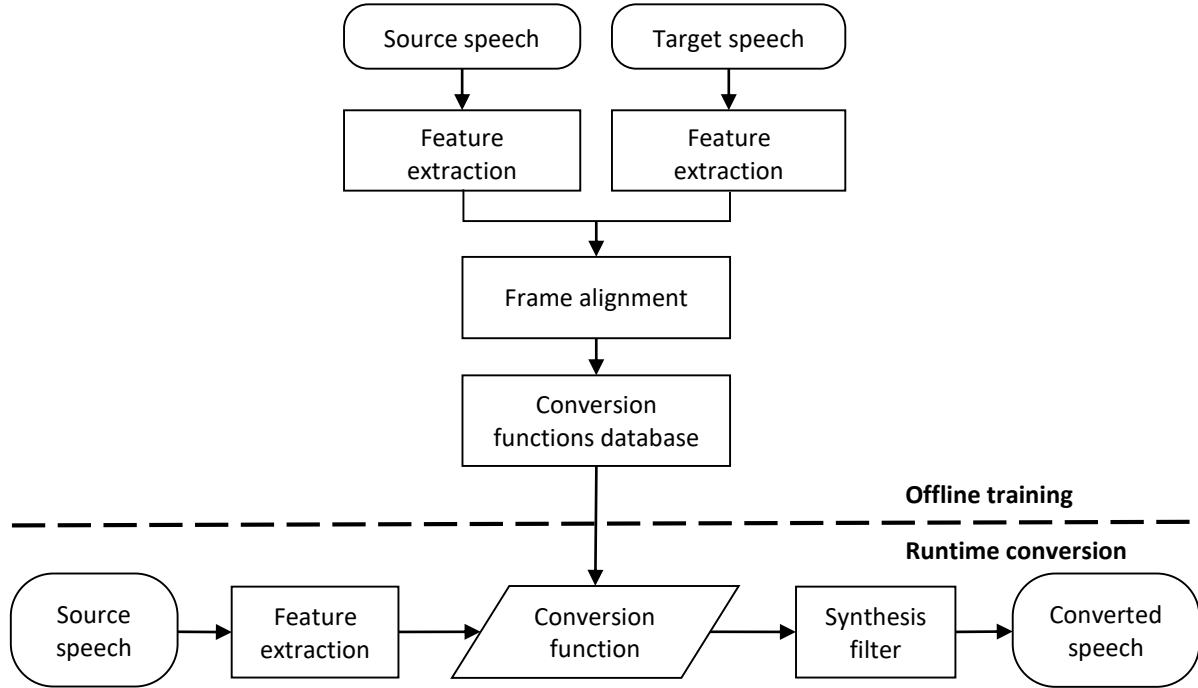 Source speech
Target speech
Feature
extraction
Feature
extraction
Frame alignment
Conversion
functions database
Offline training
Runtime conversion
Source
speech
Feature
extraction
Conversion
function
Synthesis
filter
Converted
speech